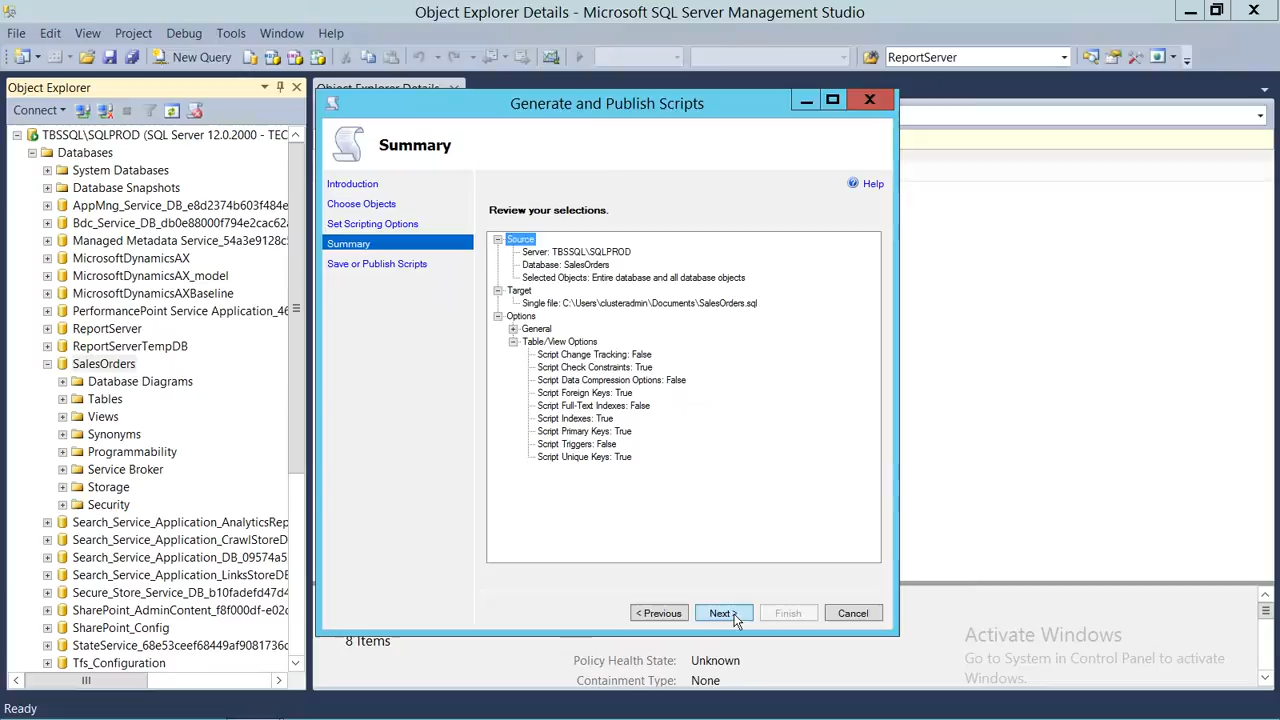 Object Explorer Details - Microsoft SQL Server Management Studio
File Edit View Project Debug Tools Window Help
New Query
ReportServer
Object Explorer
Connect
TBSSQL\SQLPROD (SQL Server 12.0.2000 - TEC
Databases
System Databases
Database Snapshots
AppMng_Service_DB_e8d2374b603f484e
Bdc_Service_DB_db0e88000f794e2cac62
Managed Metadata Service_54a3e9128c
MicrosoftDynamicsAX
MicrosoftDynamicsAX_model
MicrosoftDynamicsAXBaseline
PerformancePoint Service Application_46
ReportServer
ReportServerTempDB
SalesOrders
Database Diagrams
Tables
Views
Synonyms
Programmability
Service Broker
Storage
Security
Search_Service_Application_AnalyticsRep
Search_Service_Application_CrawlStoreD
Search_Service_Application_DB_09574a5
Search_Service_Application_LinksStoreDB
Secure_Store_Service_DB_b10fadefd47d
SharePoint_AdminContent_f8f000df-e02c
SharePoint_Config
StateService_68e53ceef68449af9081736c
Tfs_Configuration
Object Explorer Details
Generate and Publish Scripts
Summary
Introduction
Choose Objects
Set Scripting Options
Summary
Save or Publish Scripts
Help
Review your selections.
Source
Server: TBSSQL\SQLPROD
Database: SalesOrders
Selected Objects: Entire database and all database objects
Target
Single file: C:\Users\clusteradmin\Documents\SalesOrders.sql
Options
General
Table/View Options
Script Change Tracking: False
Script Check Constraints: True
Script Data Compression Options: False
Script Foreign Keys: True
Script Full-Text Indexes: False
Script Indexes: True
Script Primary Keys: True
Script Triggers: False
Script Unique Keys: True
< Previous Next > Finish Cancel
8 Items
Policy Health State: Unknown
Containment Type: None
Activate Windows
Go to System in Control Panel to activate
Windows.
Ready